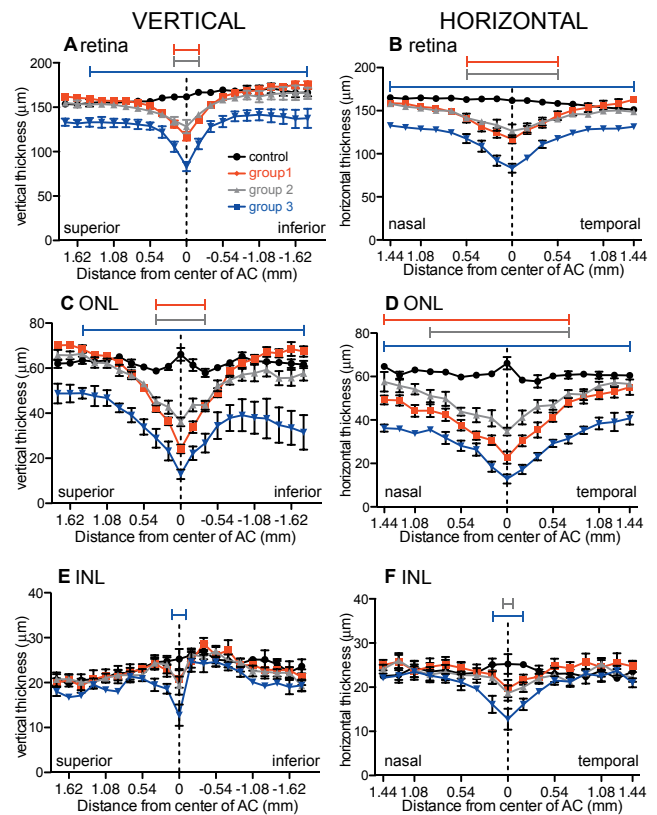 VERTICAL
HORIZONTAL
A retina
B retina
200
150
100
50
0
vertical thickness (μm)
control
group1
group 2
group 3
superior
inferior
1.62 1.08 0.54 0 -0.54 -1.08 -1.62
Distance from center of AC (mm)
200
150
100
50
0
horizontal thickness (μm)
nasal
temporal
1.44 1.08 0.54 0 0.54 1.08 1.44
Distance from center of AC (mm)
C ONL
D ONL
80
60
40
20
0
vertical thickness (μm)
superior
inferior
1.62 1.08 0.54 0 -0.54 -1.08 -1.62
Distance from center of AC (mm)
80
60
40
20
0
horizontal thickness (μm)
nasal
temporal
1.44 1.08 0.54 0 0.54 1.08 1.44
Distance from center of AC (mm)
E INL
F INL
40
30
20
0
vertical thickness (μm)
superior
inferior
1.62 1.08 0.54 0 -0.54 -1.08 -1.62
Distance from center of AC (mm)
40
30
20
10
0
horizontal thickness (μm)
nasal
temporal
1.44 1.08 0.54 0 0.54 1.08 1.44
Distance from center of AC (mm)